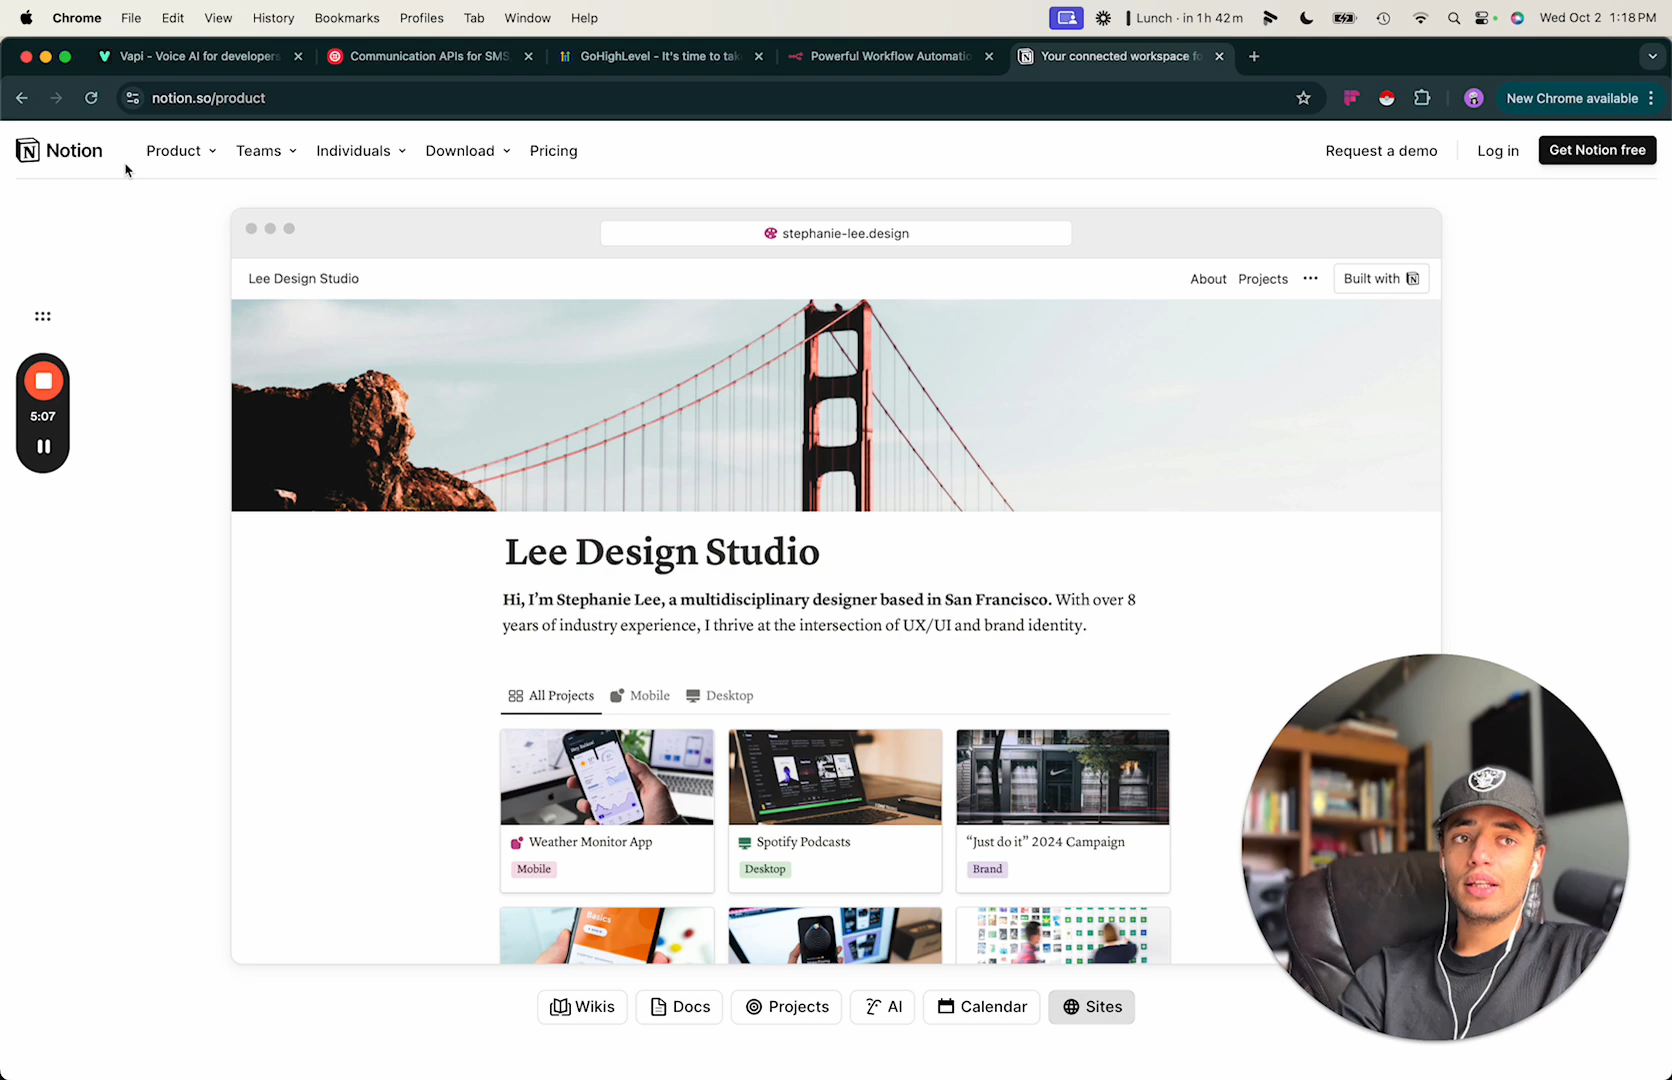 Chrome File Edit View History Bookmarks Profiles Tab Window Help
Lunch · in 1h 42m
Wed Oct 2 1:18 PM
Vapi - Voice AI for developers
Communication APIs for SMS,
GoHighLevel - It's time to tak
Powerful Workflow Automatio
Your connected workspace fo
notion.so/product
New Chrome available
Notion
Product
Teams
Individuals
Download
Pricing
Request a demo
Log in
Get Notion free
stephanie-lee.design
Lee Design Studio
About
Projects
Built with
5:07
Lee Design Studio
Hi, I'm Stephanie Lee, a multidisciplinary designer based in San Francisco. With over 8
years of industry experience, I thrive at the intersection of UX/UI and brand identity.
All Projects
Mobile
Desktop
Weather Monitor App
Mobile
Spotify Podcasts
Desktop
“Just do it” 2024 Campaign
Brand
Basics
Wikis
Docs
Projects
AI
Calendar
Sites